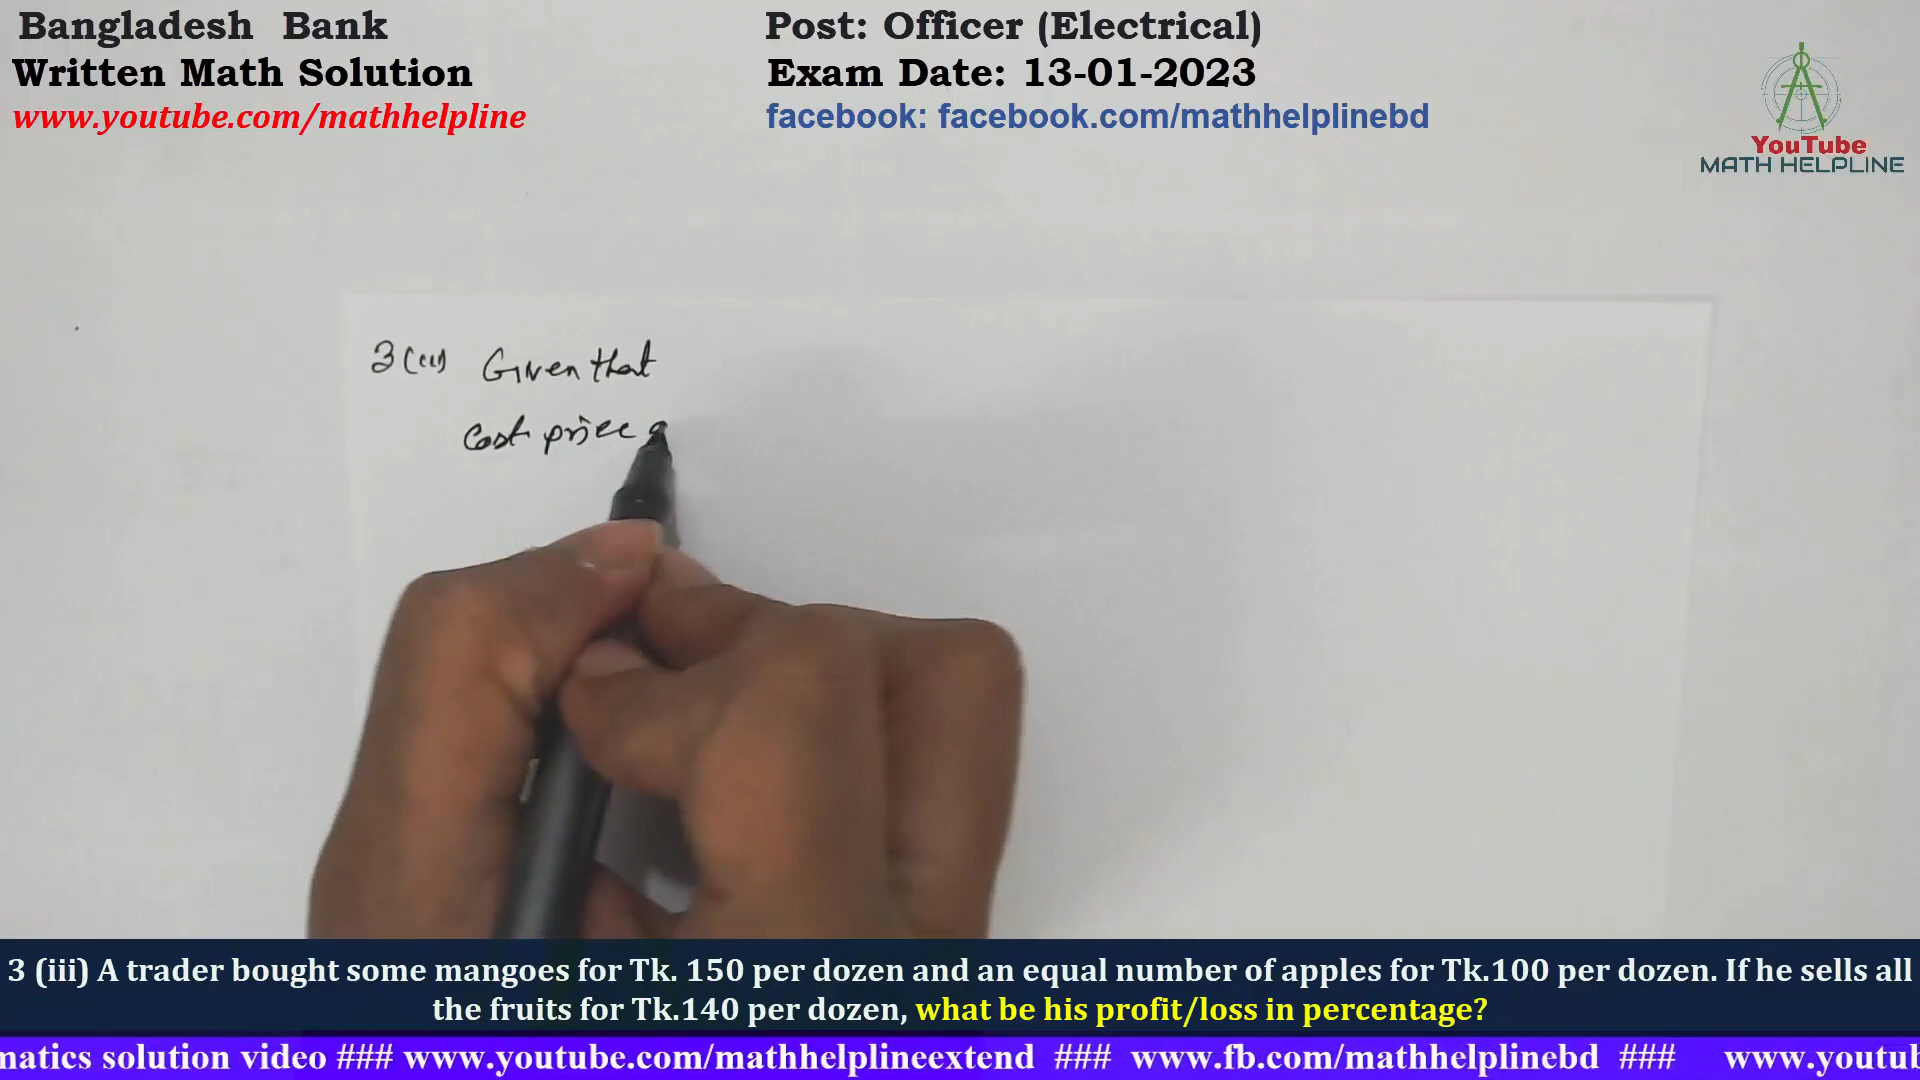 Bangladesh Bank
Written Math Solution
www.youtube.com/mathhelpline
Post: Officer (Electrical)
Exam Date: 13-01-2023
facebook: facebook.com/mathhelplinebd
YouTube
MATH HELPLINE
3 (iii) Given that
Cost price
3 (iii) A trader bought some mangoes for Tk. 150 per dozen and an equal number of apples for Tk.100 per dozen. If he sells all
the fruits for Tk.140 per dozen, what be his profit/loss in percentage?
matics solution video ### www.youtube.com/mathhelplineextend ### www.fb.com/mathhelplinebd ### www.youtub